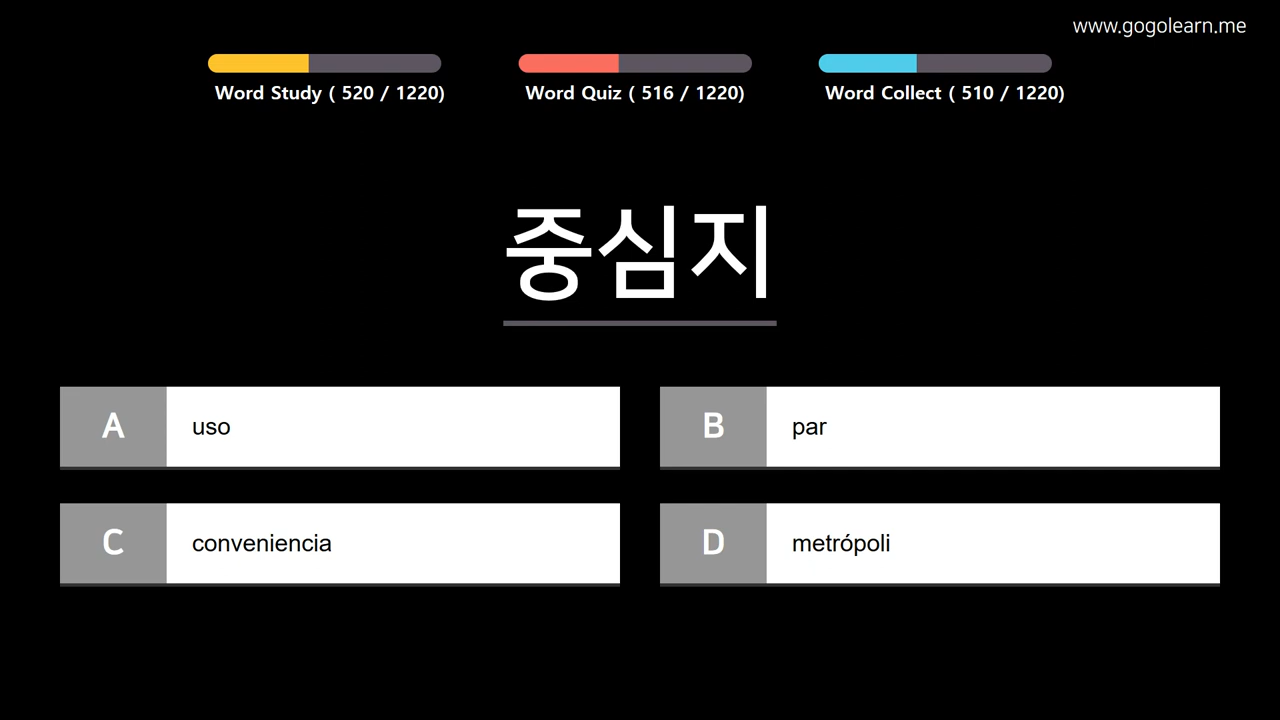 www.gogolearn.me
Word Study ( 520 / 1220)
Word Quiz ( 516 / 1220)
Word Collect ( 510 / 1220)
중심지
A uso
B par
C conveniencia
D metrópoli